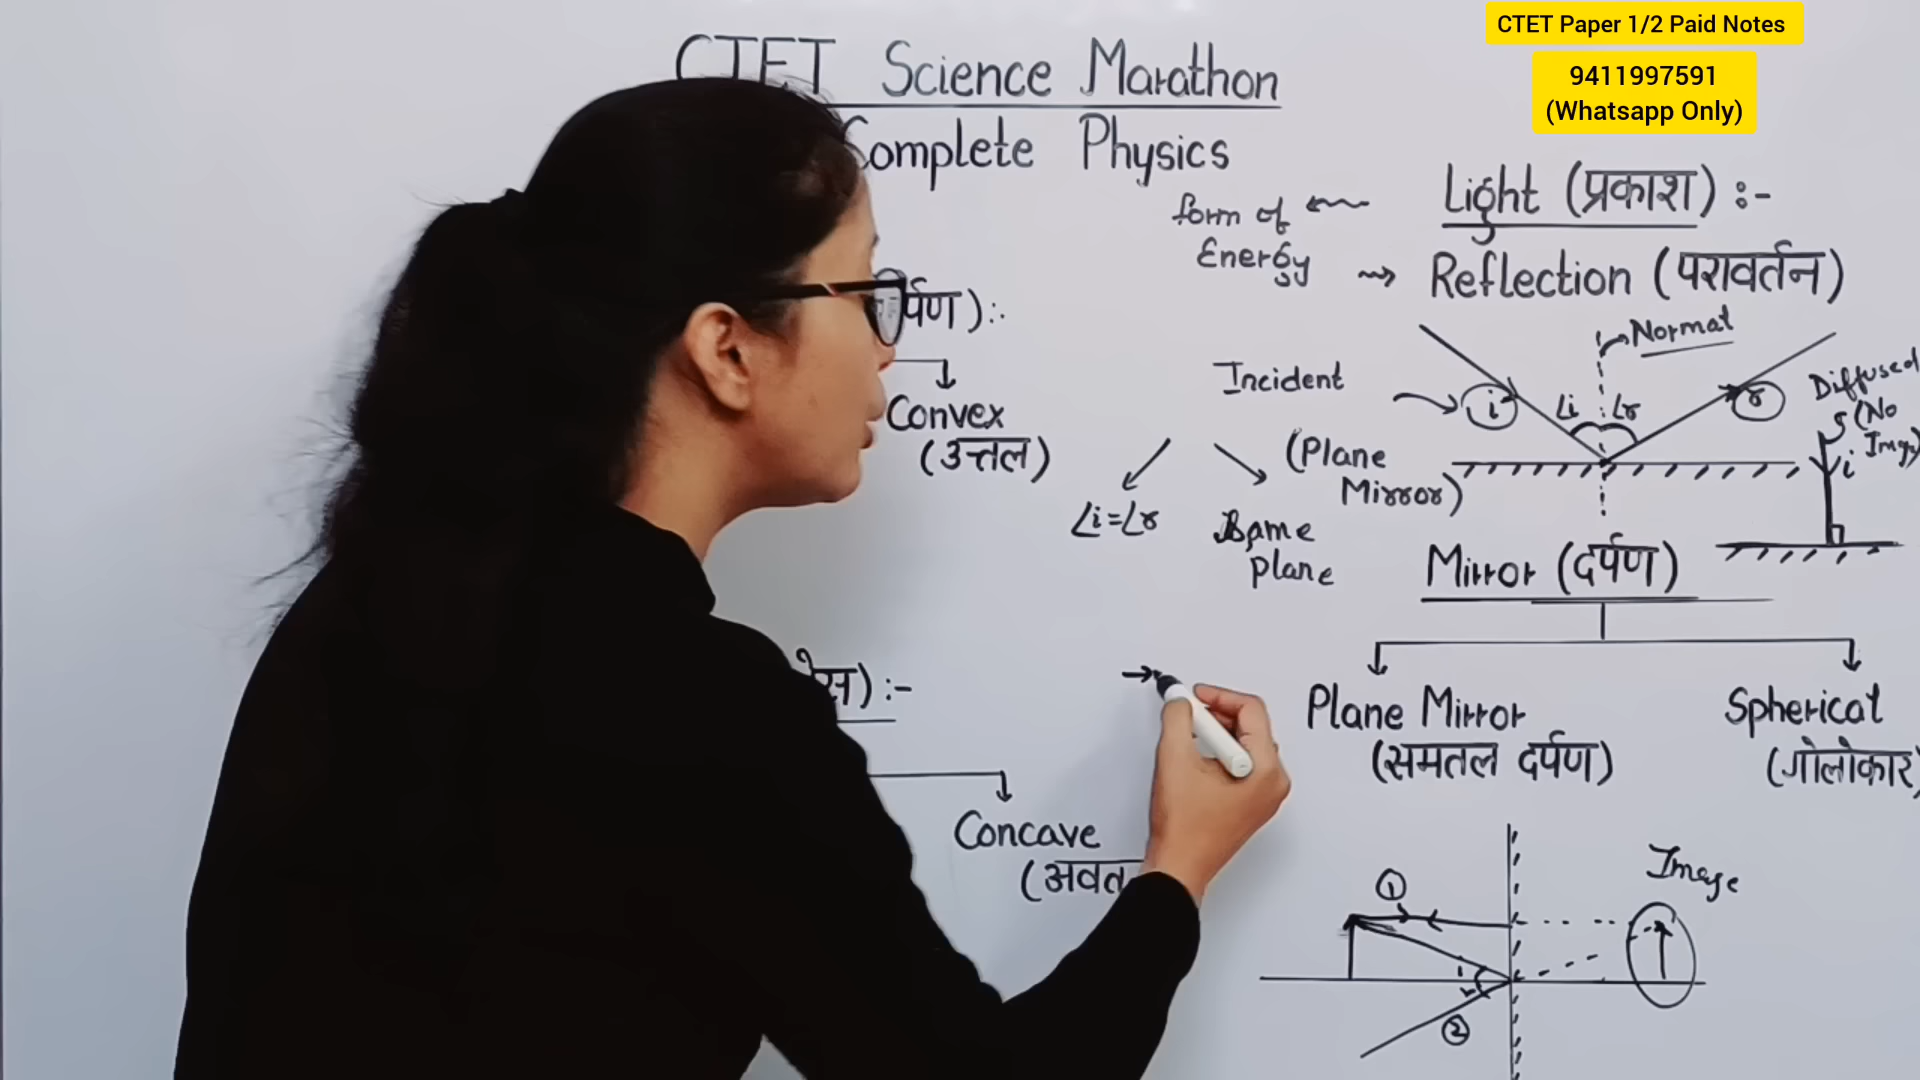 CTET Paper 1/2 Paid Notes
9411997591
(Whatsapp Only)
CTET Science Marathon
Complete Physics
Light (प्रकाश) :-
form of
Energy
Reflection (परावर्तन)
Normal
Incident
i
∠i ∠r
r
Diffused
(No
Image)
i
(Plane
Mirror)
∠i=∠r
Same
plane
Convex
(उत्तल)
Mirror (दर्पण)
Plane Mirror
(समतल दर्पण)
Spherical
(गोलोकार)
Concave
1
2
Image